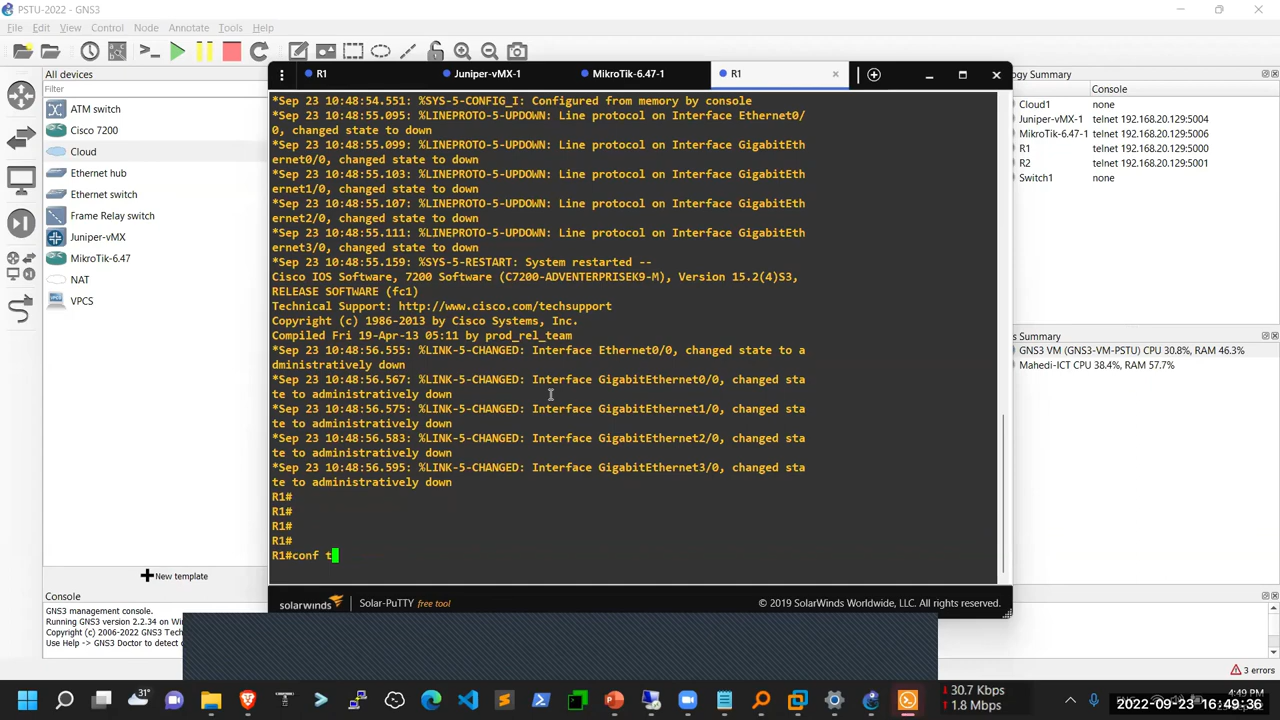 PSTU-2022 - GNS3
File Edit View Control Node Annotate Tools Help
All devices
Filter
ATM switch
Cisco 7200
Cloud
Ethernet hub
Ethernet switch
Frame Relay switch
Juniper-vMX
MikroTik-6.47
NAT
VPCS
New template
Console
GNS3 management console.
Running GNS3 version 2.2.34 on Win
Copyright (c) 2006-2022 GNS3 Tech
Use Help -> GNS3 Doctor to detect
R1 Juniper-vMX-1 MikroTik-6.47-1 R1
*Sep 23 10:48:54.551: %SYS-5-CONFIG_I: Configured from memory by console
*Sep 23 10:48:55.095: %LINEPROTO-5-UPDOWN: Line protocol on Interface Ethernet0/
0, changed state to down
*Sep 23 10:48:55.099: %LINEPROTO-5-UPDOWN: Line protocol on Interface GigabitEth
ernet0/0, changed state to down
*Sep 23 10:48:55.103: %LINEPROTO-5-UPDOWN: Line protocol on Interface GigabitEth
ernet1/0, changed state to down
*Sep 23 10:48:55.107: %LINEPROTO-5-UPDOWN: Line protocol on Interface GigabitEth
ernet2/0, changed state to down
*Sep 23 10:48:55.111: %LINEPROTO-5-UPDOWN: Line protocol on Interface GigabitEth
ernet3/0, changed state to down
*Sep 23 10:48:55.159: %SYS-5-RESTART: System restarted --
Cisco IOS Software, 7200 Software (C7200-ADVENTERPRISEK9-M), Version 15.2(4)S3,
RELEASE SOFTWARE (fc1)
Technical Support: http://www.cisco.com/techsupport
Copyright (c) 1986-2013 by Cisco Systems, Inc.
Compiled Fri 19-Apr-13 05:11 by prod_rel_team
*Sep 23 10:48:56.555: %LINK-5-CHANGED: Interface Ethernet0/0, changed state to a
dministratively down
*Sep 23 10:48:56.567: %LINK-5-CHANGED: Interface GigabitEthernet0/0, changed sta
te to administratively down
*Sep 23 10:48:56.575: %LINK-5-CHANGED: Interface GigabitEthernet1/0, changed sta
te to administratively down
*Sep 23 10:48:56.583: %LINK-5-CHANGED: Interface GigabitEthernet2/0, changed sta
te to administratively down
*Sep 23 10:48:56.595: %LINK-5-CHANGED: Interface GigabitEthernet3/0, changed sta
te to administratively down
R1#
R1#
R1#
R1#
R1#conf t
solarwinds Solar-PuTTY free tool © 2019 SolarWinds Worldwide, LLC. All rights reserved.
ogy Summary
Console
Cloud1 none
Juniper-vMX-1 telnet 192.168.20.129:5004
MikroTik-6.47-1 telnet 192.168.20.129:5006
R1 telnet 192.168.20.129:5000
R2 telnet 192.168.20.129:5001
Switch1 none
s Summary
GNS3 VM (GNS3-VM-PSTU) CPU 30.8%, RAM 46.3%
Mahedi-ICT CPU 38.4%, RAM 57.7%
3 errors
31°
30.7 Kbps
1.8 Mbps
4:49 PM
2022-09-23 16:49:36